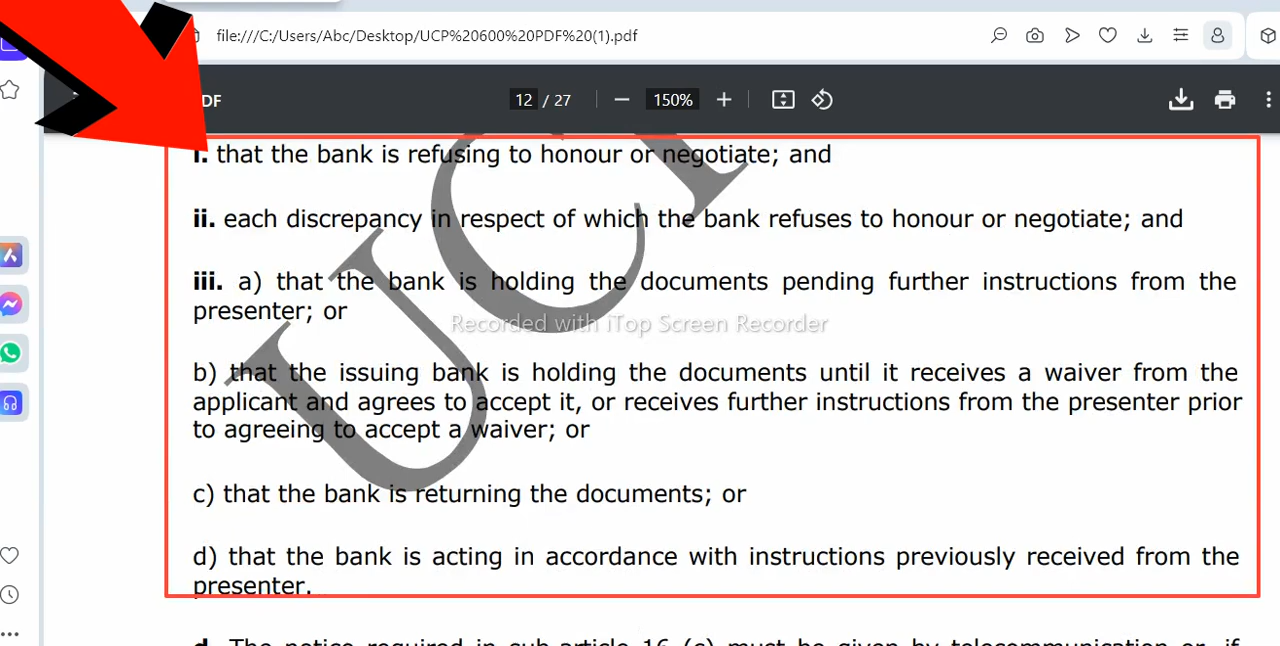 file:///C:/Users/Abc/Desktop/UCP%20600%20PDF%20(1).pdf
DF
12 / 27
150%
i. that the bank is refusing to honour or negotiate; and
ii. each discrepancy in respect of which the bank refuses to honour or negotiate; and
iii. a) that the bank is holding the documents pending further instructions from the
presenter; or
Recorded with iTop Screen Recorder
b) that the issuing bank is holding the documents until it receives a waiver from the
applicant and agrees to accept it, or receives further instructions from the presenter prior
to agreeing to accept a waiver; or
c) that the bank is returning the documents; or
d) that the bank is acting in accordance with instructions previously received from the
presenter.
d. The notice required in sub-article 16 (c) must be given by telecommunication or, if
UC